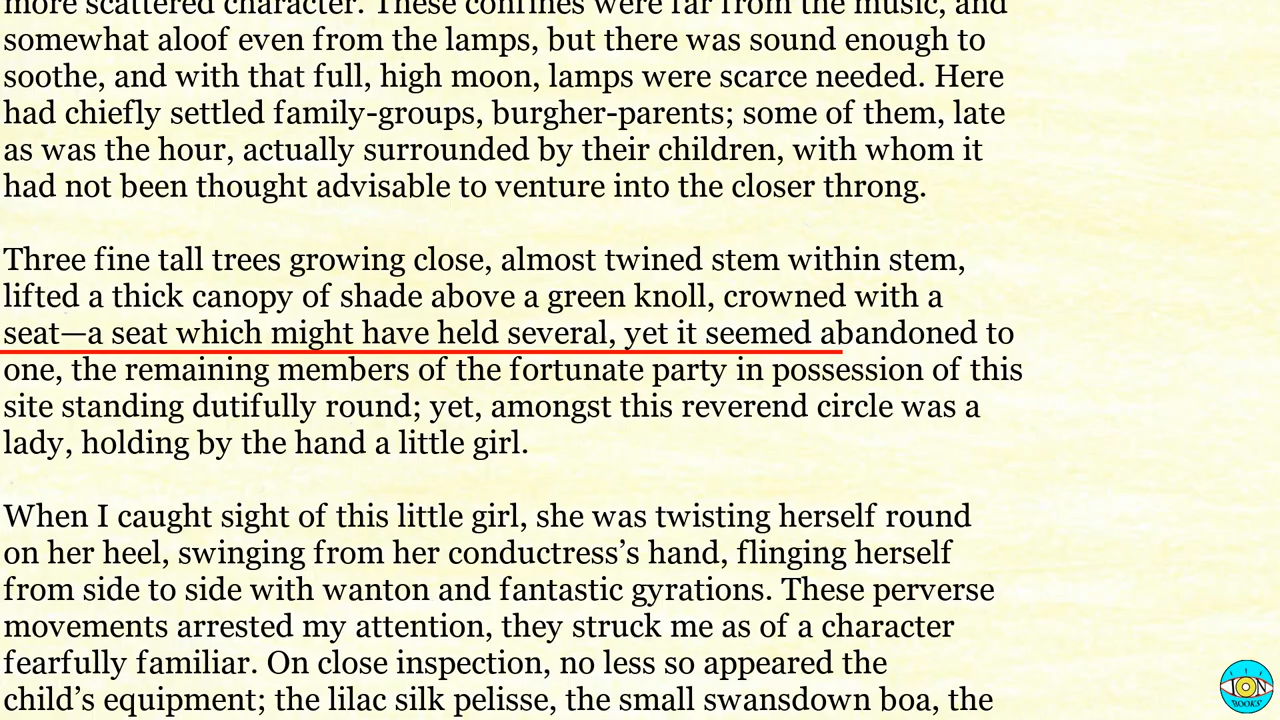 more scattered character. These confines were far from the music, and
somewhat aloof even from the lamps, but there was sound enough to
soothe, and with that full, high moon, lamps were scarce needed. Here
had chiefly settled family-groups, burgher-parents; some of them, late
as was the hour, actually surrounded by their children, with whom it
had not been thought advisable to venture into the closer throng.
Three fine tall trees growing close, almost twined stem within stem,
lifted a thick canopy of shade above a green knoll, crowned with a
seat—a seat which might have held several, yet it seemed abandoned to
one, the remaining members of the fortunate party in possession of this
site standing dutifully round; yet, amongst this reverend circle was a
lady, holding by the hand a little girl.
When I caught sight of this little girl, she was twisting herself round
on her heel, swinging from her conductress’s hand, flinging herself
from side to side with wanton and fantastic gyrations. These perverse
movements arrested my attention, they struck me as of a character
fearfully familiar. On close inspection, no less so appeared the
child’s equipment; the lilac silk pelisse, the small swansdown boa, the
ION
BOOKS